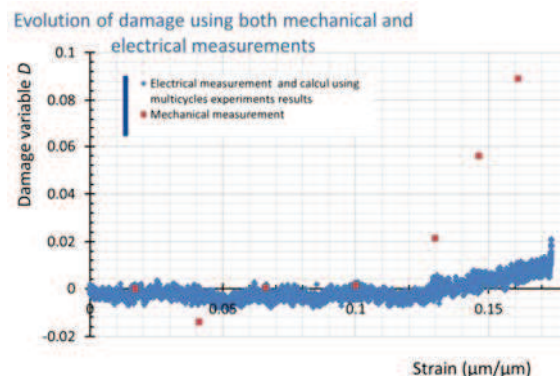 Evolution of damage using both mechanical and
electrical measurements
Damage variable D
0.1
0.08
0.06
0.04
0.02
0
-0.02
Electrical measurement and calcul using
multicycles experiments results
Mechanical measurement
0
0.05
0.1
0.15
Strain (µm/µm)